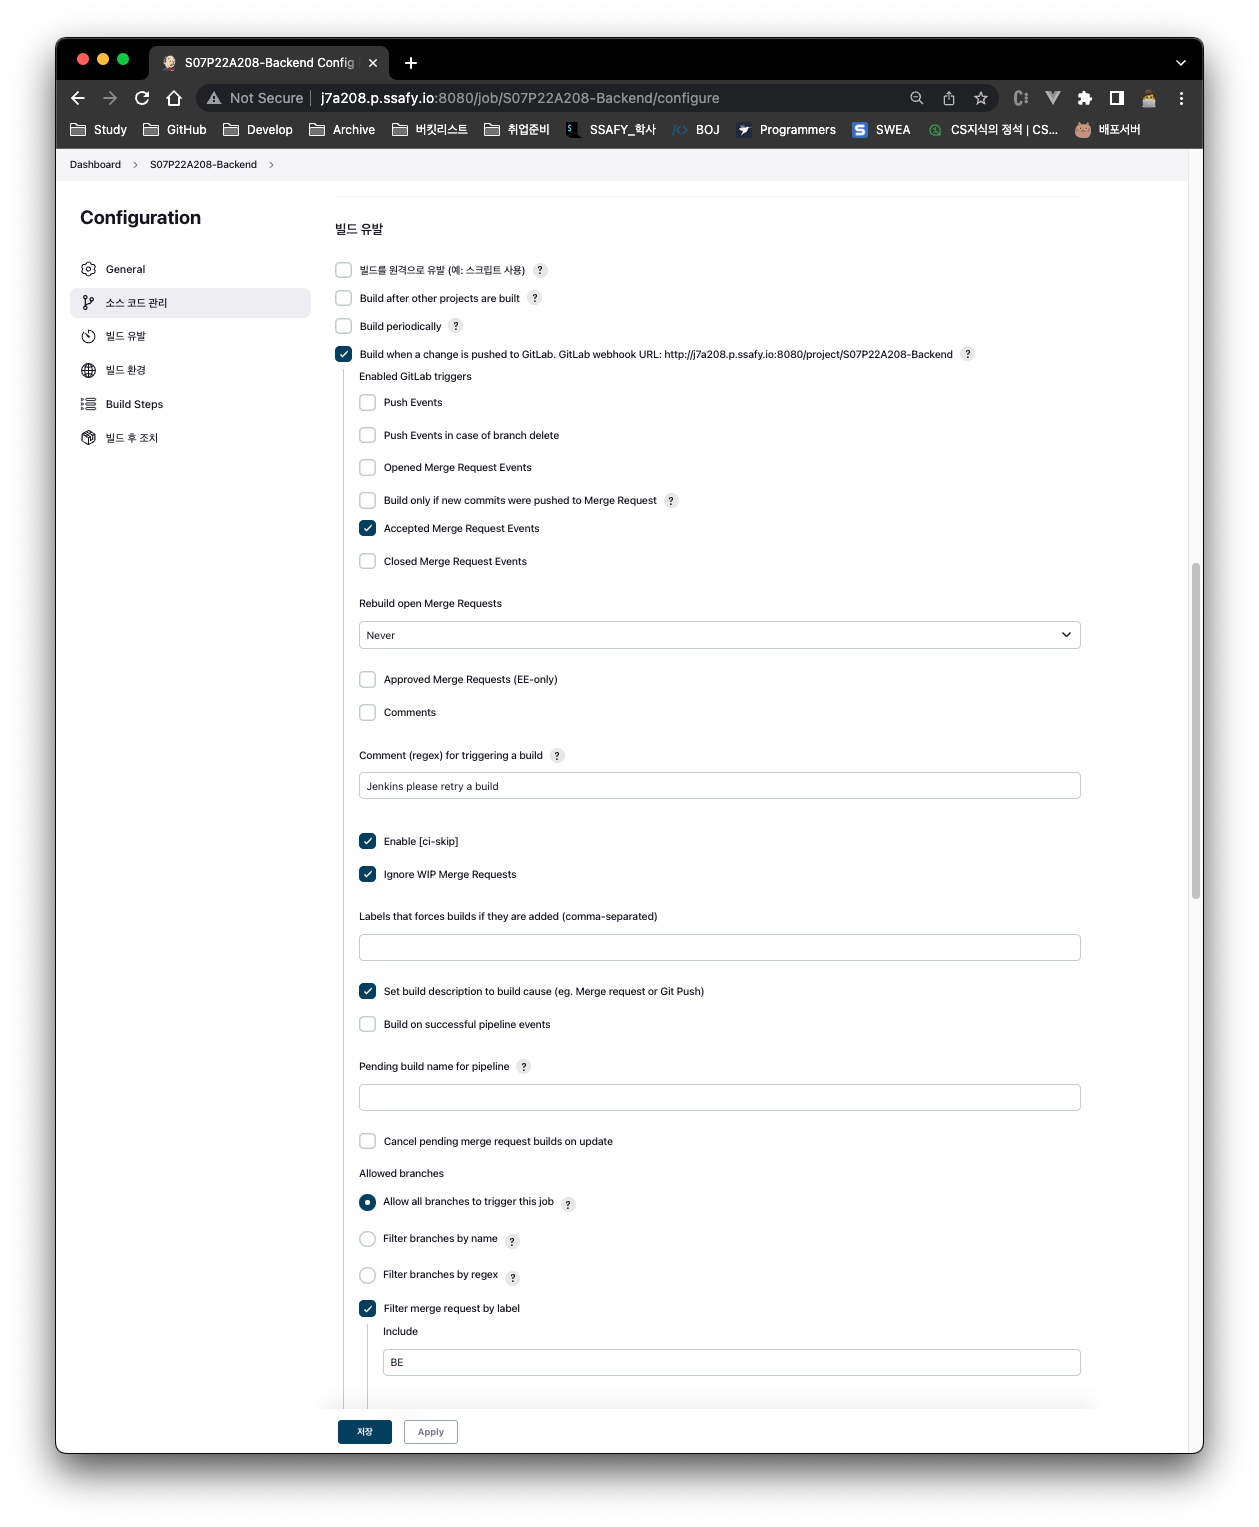 S07P22A208-Backend Config
Not Secure | j7a208.p.ssafy.io:8080/job/S07P22A208-Backend/configure
Study GitHub Develop Archive 버킷리스트 취업준비 SSAFY_학사 BOJ Programmers SWEA CS지식의 정석 | CS... 배포서버
Dashboard > S07P22A208-Backend >
Configuration
General
소스 코드 관리
빌드 유발
빌드 환경
Build Steps
빌드 후 조치
빌드 유발
빌드를 원격으로 유발 (예: 스크립트 사용) ?
Build after other projects are built ?
Build periodically ?
Build when a change is pushed to GitLab. GitLab webhook URL: http://j7a208.p.ssafy.io:8080/project/S07P22A208-Backend ?
Enabled GitLab triggers
Push Events
Push Events in case of branch delete
Opened Merge Request Events
Build only if new commits were pushed to Merge Request ?
Accepted Merge Request Events
Closed Merge Request Events
Rebuild open Merge Requests
Never
Approved Merge Requests (EE-only)
Comments
Comment (regex) for triggering a build ?
Jenkins please retry a build
Enable [ci-skip]
Ignore WIP Merge Requests
Labels that forces builds if they are added (comma-separated)
Set build description to build cause (eg. Merge request or Git Push)
Build on successful pipeline events
Pending build name for pipeline ?
Cancel pending merge request builds on update
Allowed branches
Allow all branches to trigger this job ?
Filter branches by name ?
Filter branches by regex ?
Filter merge request by label
Include
BE
저장 Apply